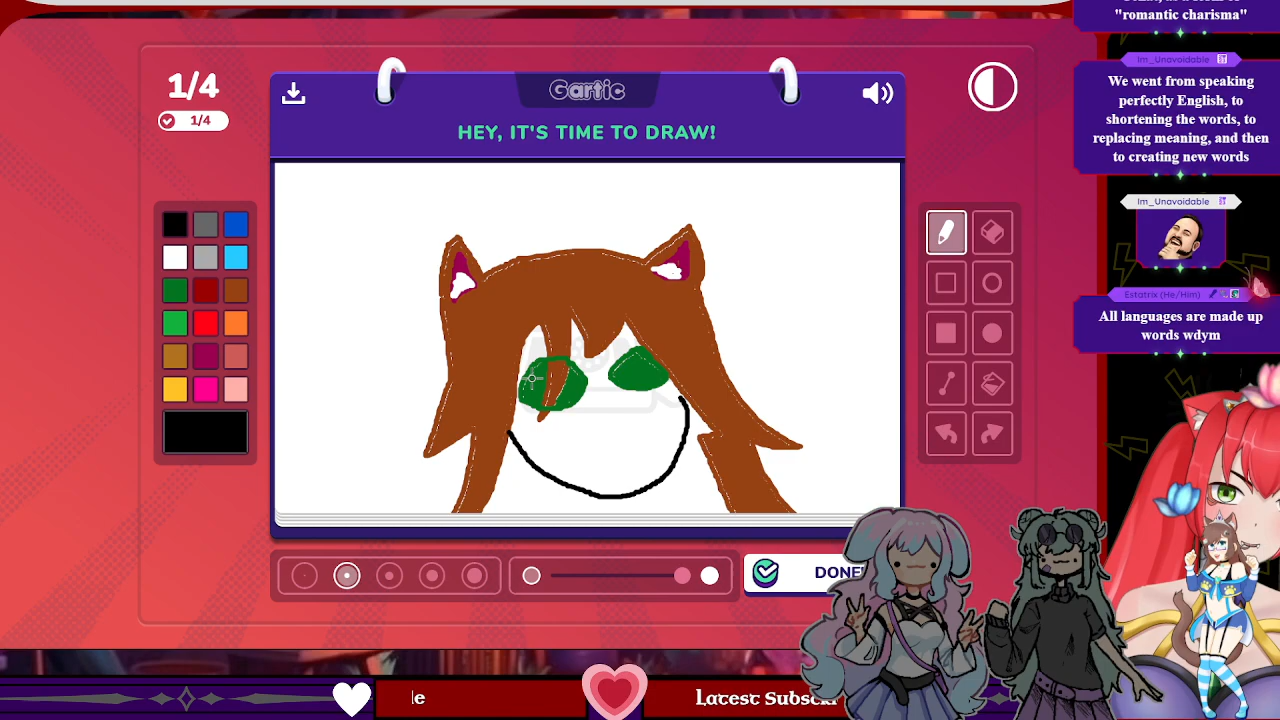 "romantic charisma"
Im_Unavoidable
We went from speaking
perfectly English, to
shortening the words, to
replacing meaning, and then
to creating new words
Im_Unavoidable
Estatrix (He/Him)
All languages are made up
words wdym
1/4
1/4
Gartic
HEY, IT'S TIME TO DRAW!
DONE
le
Latest Subscri